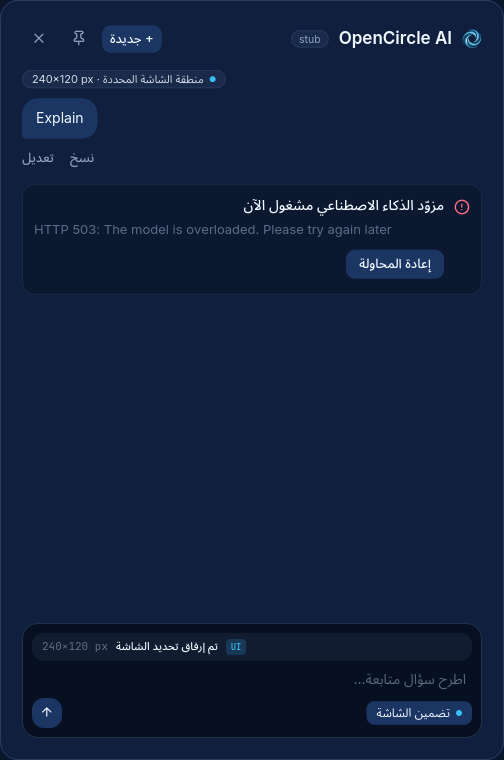 OpenCircle AI stub + جديدة
منطقة الشاشة المحددة · 240×120 px
Explain
نسخ تعديل
مزوّد الذكاء الاصطناعي مشغول الآن
HTTP 503: The model is overloaded. Please try again later
إعادة المحاولة
UI تم إرفاق تحديد الشاشة 240×120 px
اطرح سؤال متابعة...
تضمين الشاشة